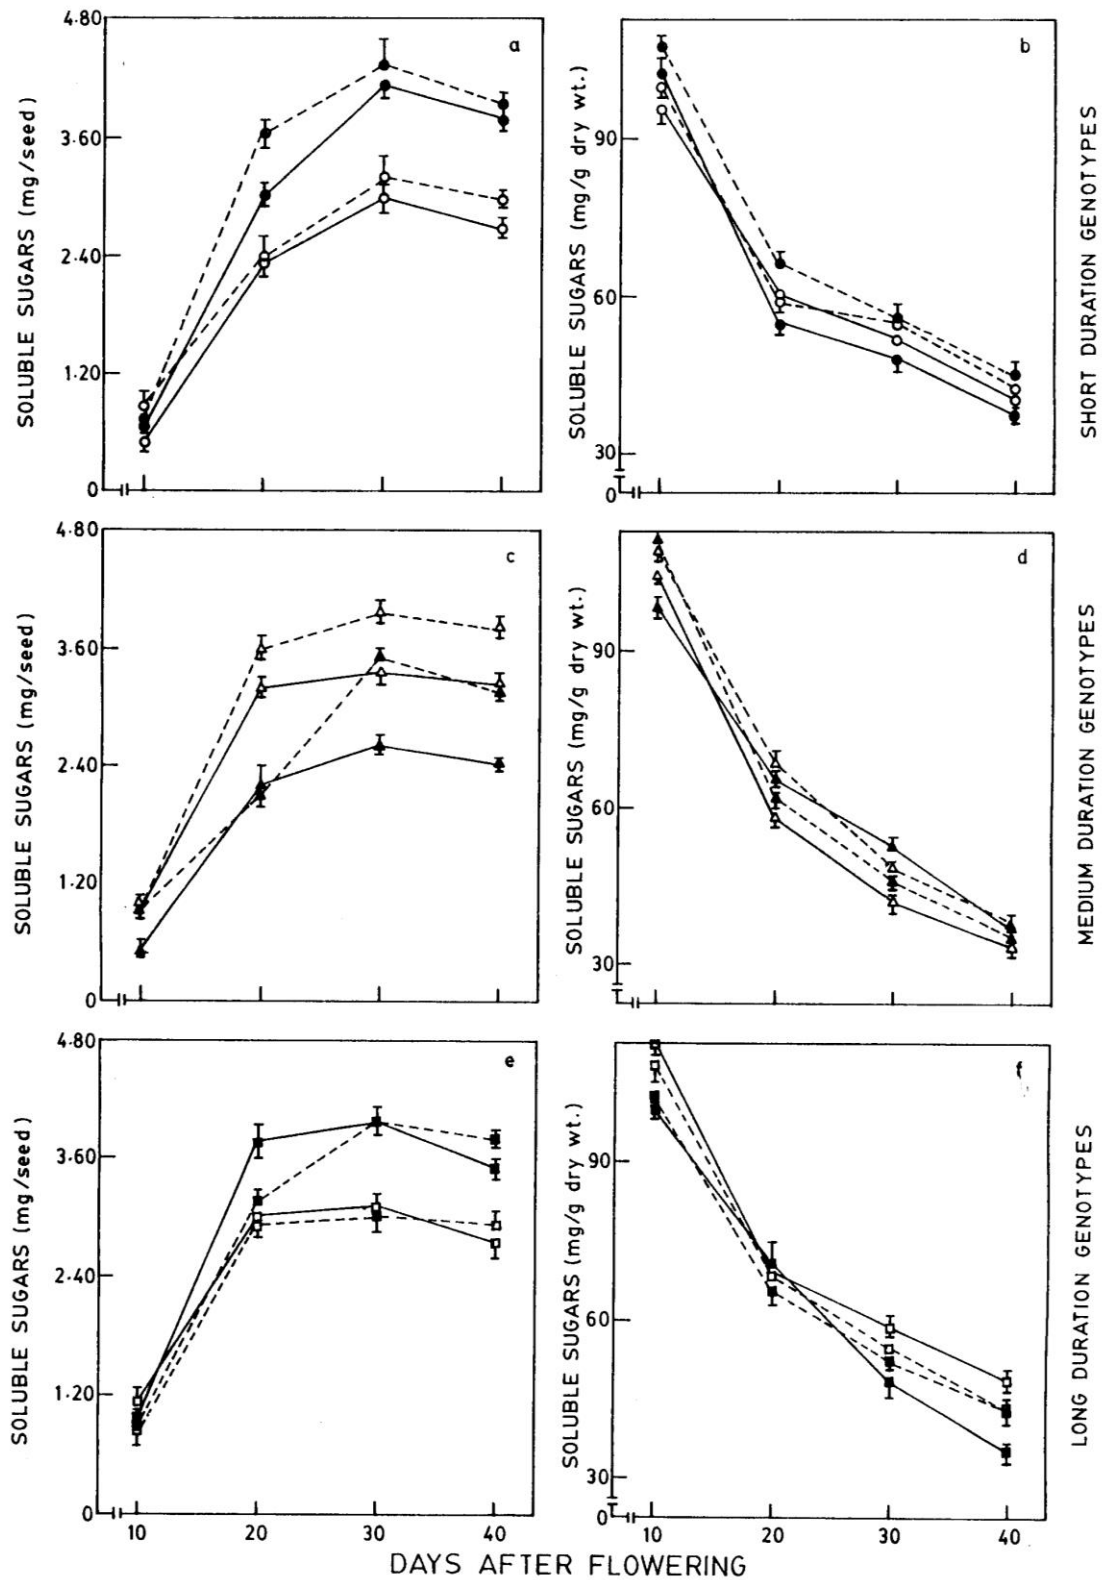 4·80
3·60
2·40
1·20
0
SOLUBLE SUGARS (mg/seed)
a
90
60
30
0
SOLUBLE SUGARS (mg/g dry wt.)
b
SHORT DURATION GENOTYPES
4·80
3·60
2·40
1·20
0
SOLUBLE SUGARS (mg/seed)
c
90
60
30
SOLUBLE SUGARS (mg/g dry wt.)
d
MEDIUM DURATION GENOTYPES
4·80
3·60
2·40
1·20
0
SOLUBLE SUGARS (mg/seed)
e
10 20 30 40
90
60
30
0
SOLUBLE SUGARS (mg/g dry wt.)
f
10 20 30 40
LONG DURATION GENOTYPES
DAYS AFTER FLOWERING